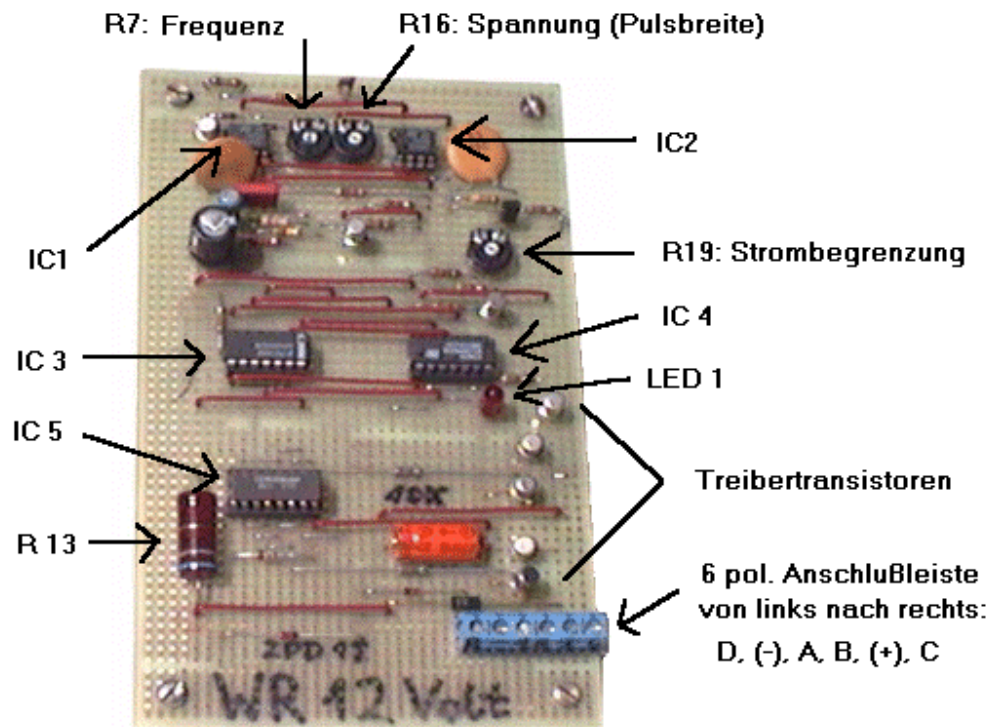 R7: Frequenz
R16: Spannung (Pulsbreite)
IC2
IC1
R19: Strombegrenzung
IC 4
IC 3
LED 1
IC 5
Treibertransistoren
R 13
6 pol. Anschlußleiste
von links nach rechts:
D, (-), A, B, (+), C
WR 12 Volt